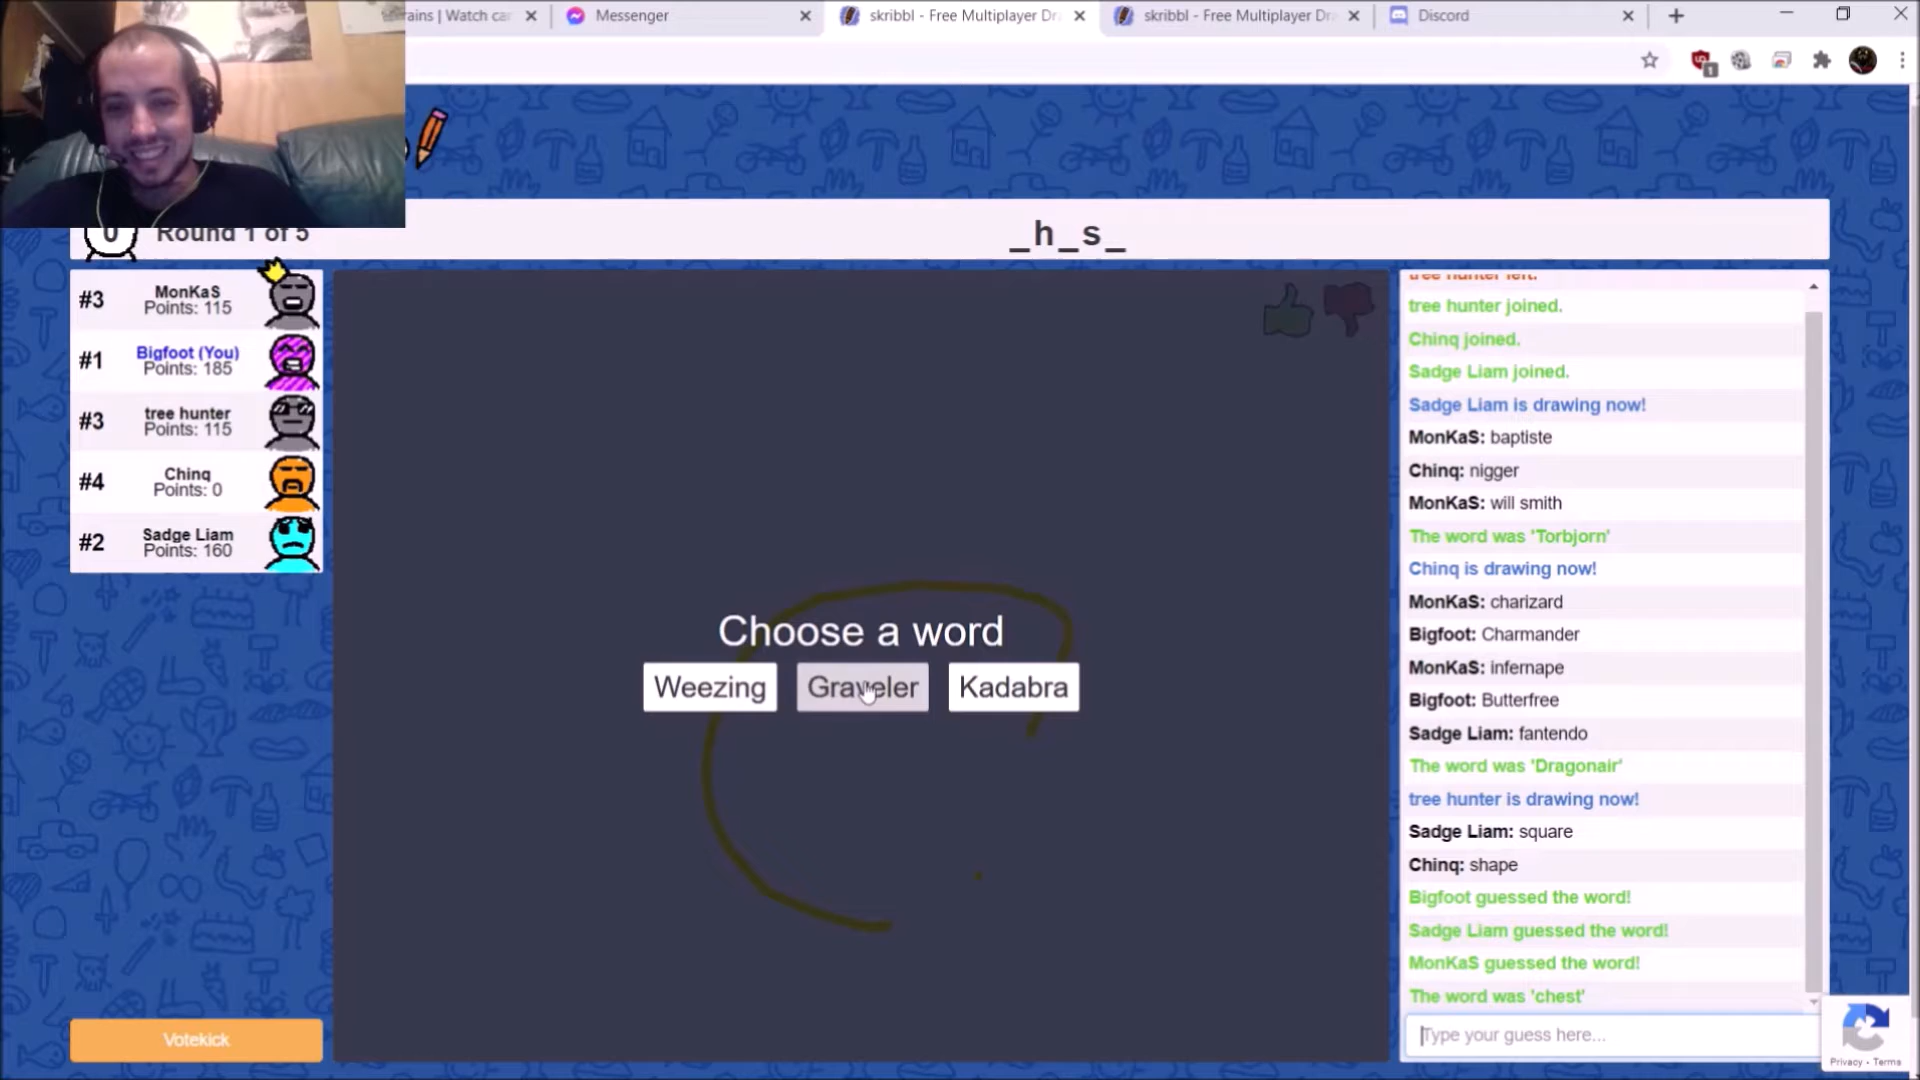 rains | Watch car
Messenger
skribbl - Free Multiplayer Dr
skribbl - Free Multiplayer Dr
Discord
1
0
Round 1 of 5
_h_s_
#3
MonKaS
Points: 115
#1
Bigfoot (You)
Points: 185
#3
tree hunter
Points: 115
#4
Chinq
Points: 0
#2
Sadge Liam
Points: 160
Votekick
Choose a word
Weezing
Graveler
Kadabra
tree hunter left.
tree hunter joined.
Chinq joined.
Sadge Liam joined.
Sadge Liam is drawing now!
MonKaS: baptiste
Chinq: nigger
MonKaS: will smith
The word was 'Torbjorn'
Chinq is drawing now!
MonKaS: charizard
Bigfoot: Charmander
MonKaS: infernape
Bigfoot: Butterfree
Sadge Liam: fantendo
The word was 'Dragonair'
tree hunter is drawing now!
Sadge Liam: square
Chinq: shape
Bigfoot guessed the word!
Sadge Liam guessed the word!
MonKaS guessed the word!
The word was 'chest'
Type your guess here...
Privacy - Terms